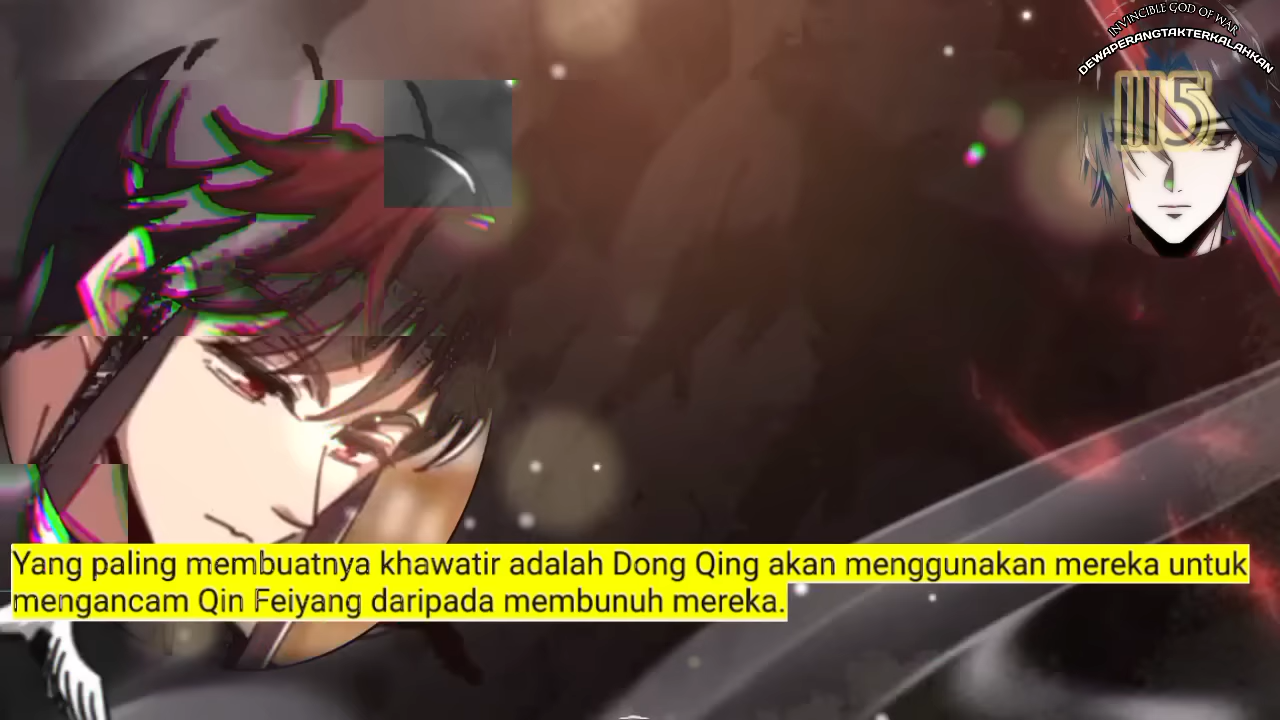 INVINCIBLE GOD OF WAR
DEWAPERANGTAKTERKALAHKAN
Yang paling membuatnya khawatir adalah Dong Qing akan menggunakan mereka untuk
mengancam Qin Feiyang daripada membunuh mereka.